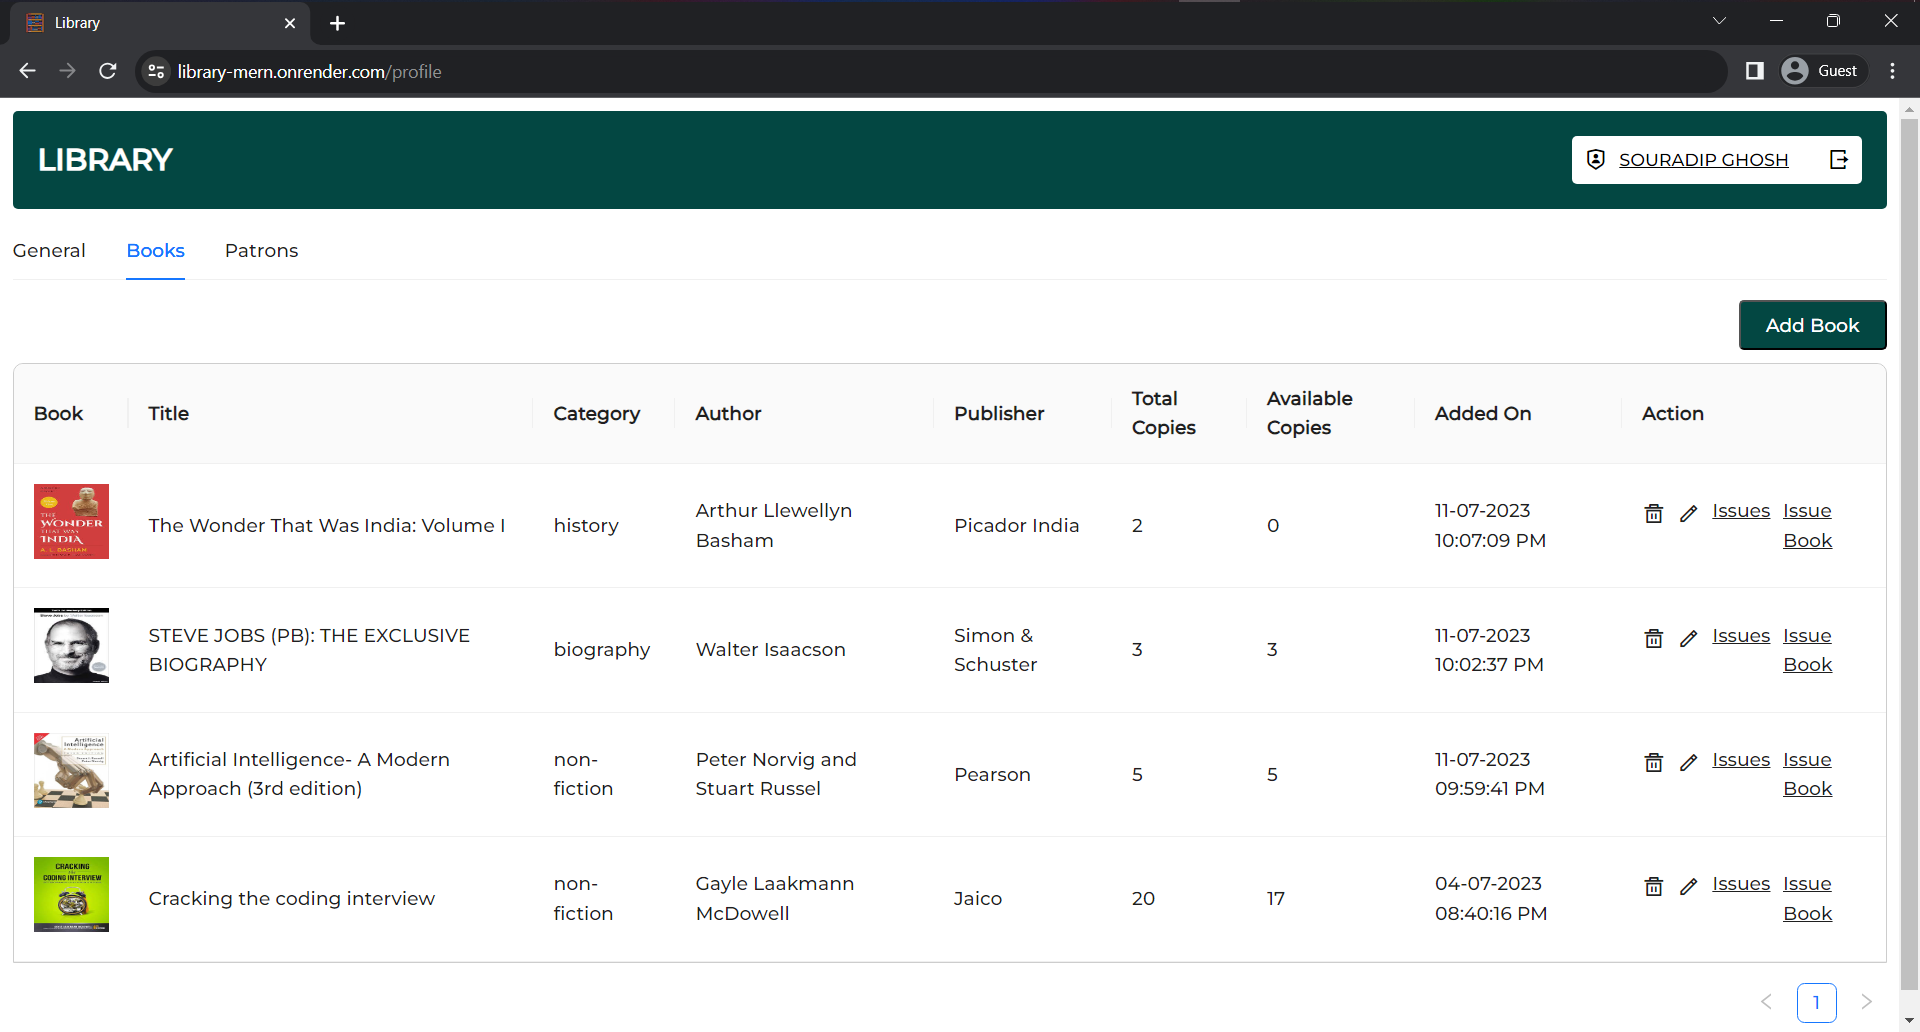 Library
library-mern.onrender.com/profile
Guest
LIBRARY
SOURADIP GHOSH
General Books Patrons
Add Book
Book Title Category Author Publisher Total Copies Available Copies Added On Action
THE WONDER THAT WAS INDIA A. L. BASHAM
The Wonder That Was India: Volume I
history
Arthur Llewellyn
Basham
Picador India
2
0
11-07-2023
10:07:09 PM
Issues
Issue
Book
STEVE JOBS (PB): THE EXCLUSIVE
BIOGRAPHY
biography
Walter Isaacson
Simon &
Schuster
3
3
11-07-2023
10:02:37 PM
Issues
Issue
Book
Artificial
Intelligence
Artificial Intelligence- A Modern
Approach (3rd edition)
non-
fiction
Peter Norvig and
Stuart Russel
Pearson
5
5
11-07-2023
09:59:41 PM
Issues
Issue
Book
CRACKING
CODING INTERVIEW
Cracking the coding interview
non-
fiction
Gayle Laakmann
McDowell
Jaico
20
17
04-07-2023
08:40:16 PM
Issues
Issue
Book
1